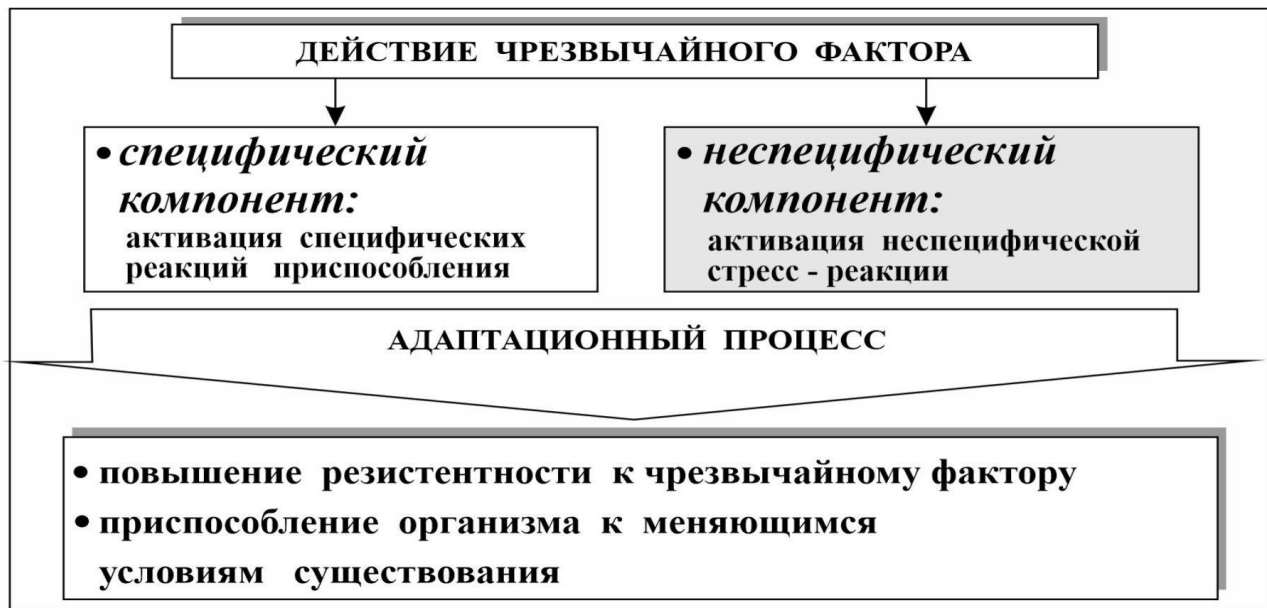 ДЕЙСТВИЕ ЧРЕЗВЫЧАЙНОГО ФАКТОРА
• специфический
компонент:
активация специфических
реакций приспособления
• неспецифический
компонент:
активация неспецифической
стресс - реакции
АДАПТАЦИОННЫЙ ПРОЦЕСС
• повышение резистентности к чрезвычайному фактору
• приспособление организма к меняющимся
условиям существования